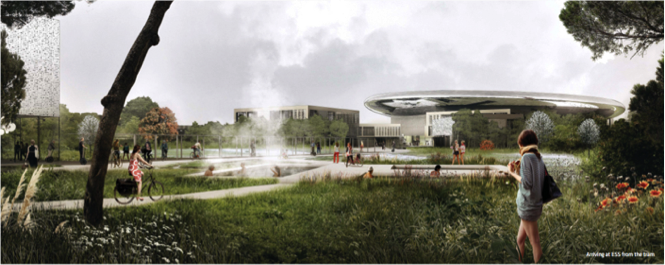 Arriving at ESS from the tram